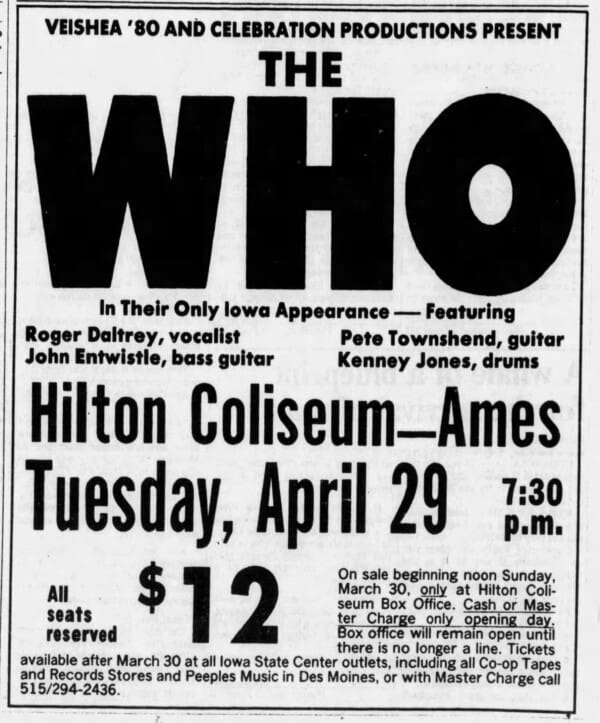 VEISHEA '80 AND CELEBRATION PRODUCTIONS PRESENT
THE
WHO
In Their Only Iowa Appearance — Featuring
Roger Daltrey, vocalist
John Entwistle, bass guitar
Pete Townshend, guitar
Kenney Jones, drums
Hilton Coliseum—Ames
Tuesday, April 29
7:30
p.m.
All
seats
reserved
$12
On sale beginning noon Sunday,
March 30, only at Hilton Coli-
seum Box Office. Cash or Mas-
ter Charge only opening day.
Box office will remain open until
there is no longer a line. Tickets
available after March 30 at all Iowa State Center outlets, including all Co-op Tapes
and Records Stores and Peeples Music in Des Moines, or with Master Charge call
515/294-2436.